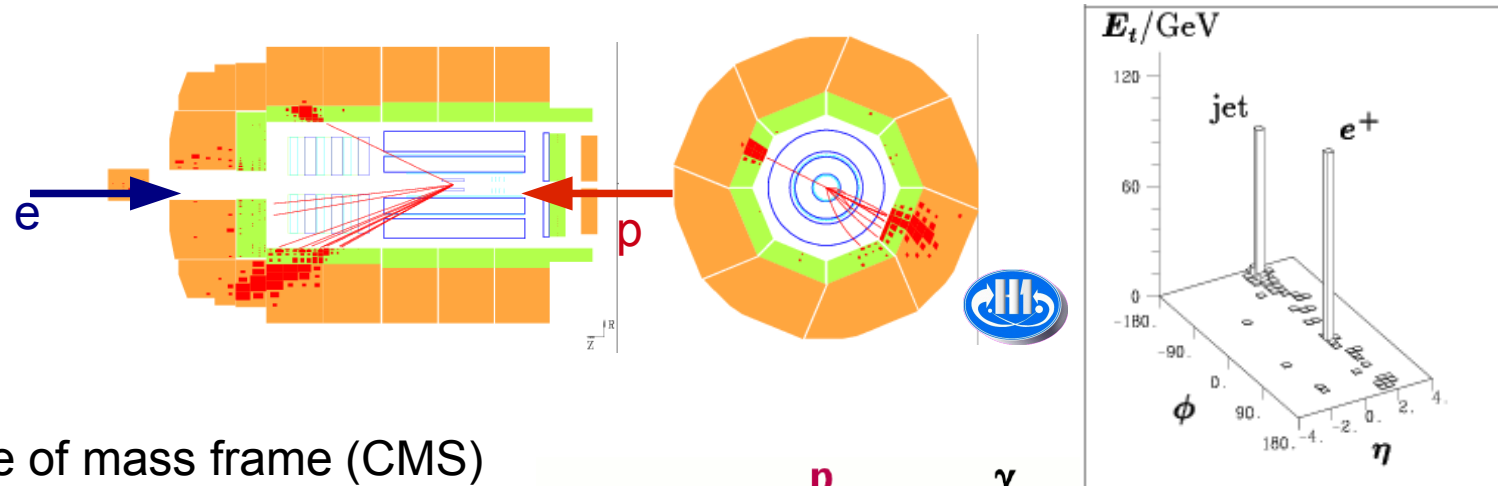 e
p
R
Z
H1
E_t/GeV
120
60
0
jet
e⁺
-180.
-90.
0.
90.
180.
ϕ
-4.
-2.
0.
2.
4.
η
e of mass frame (CMS)
p
γ